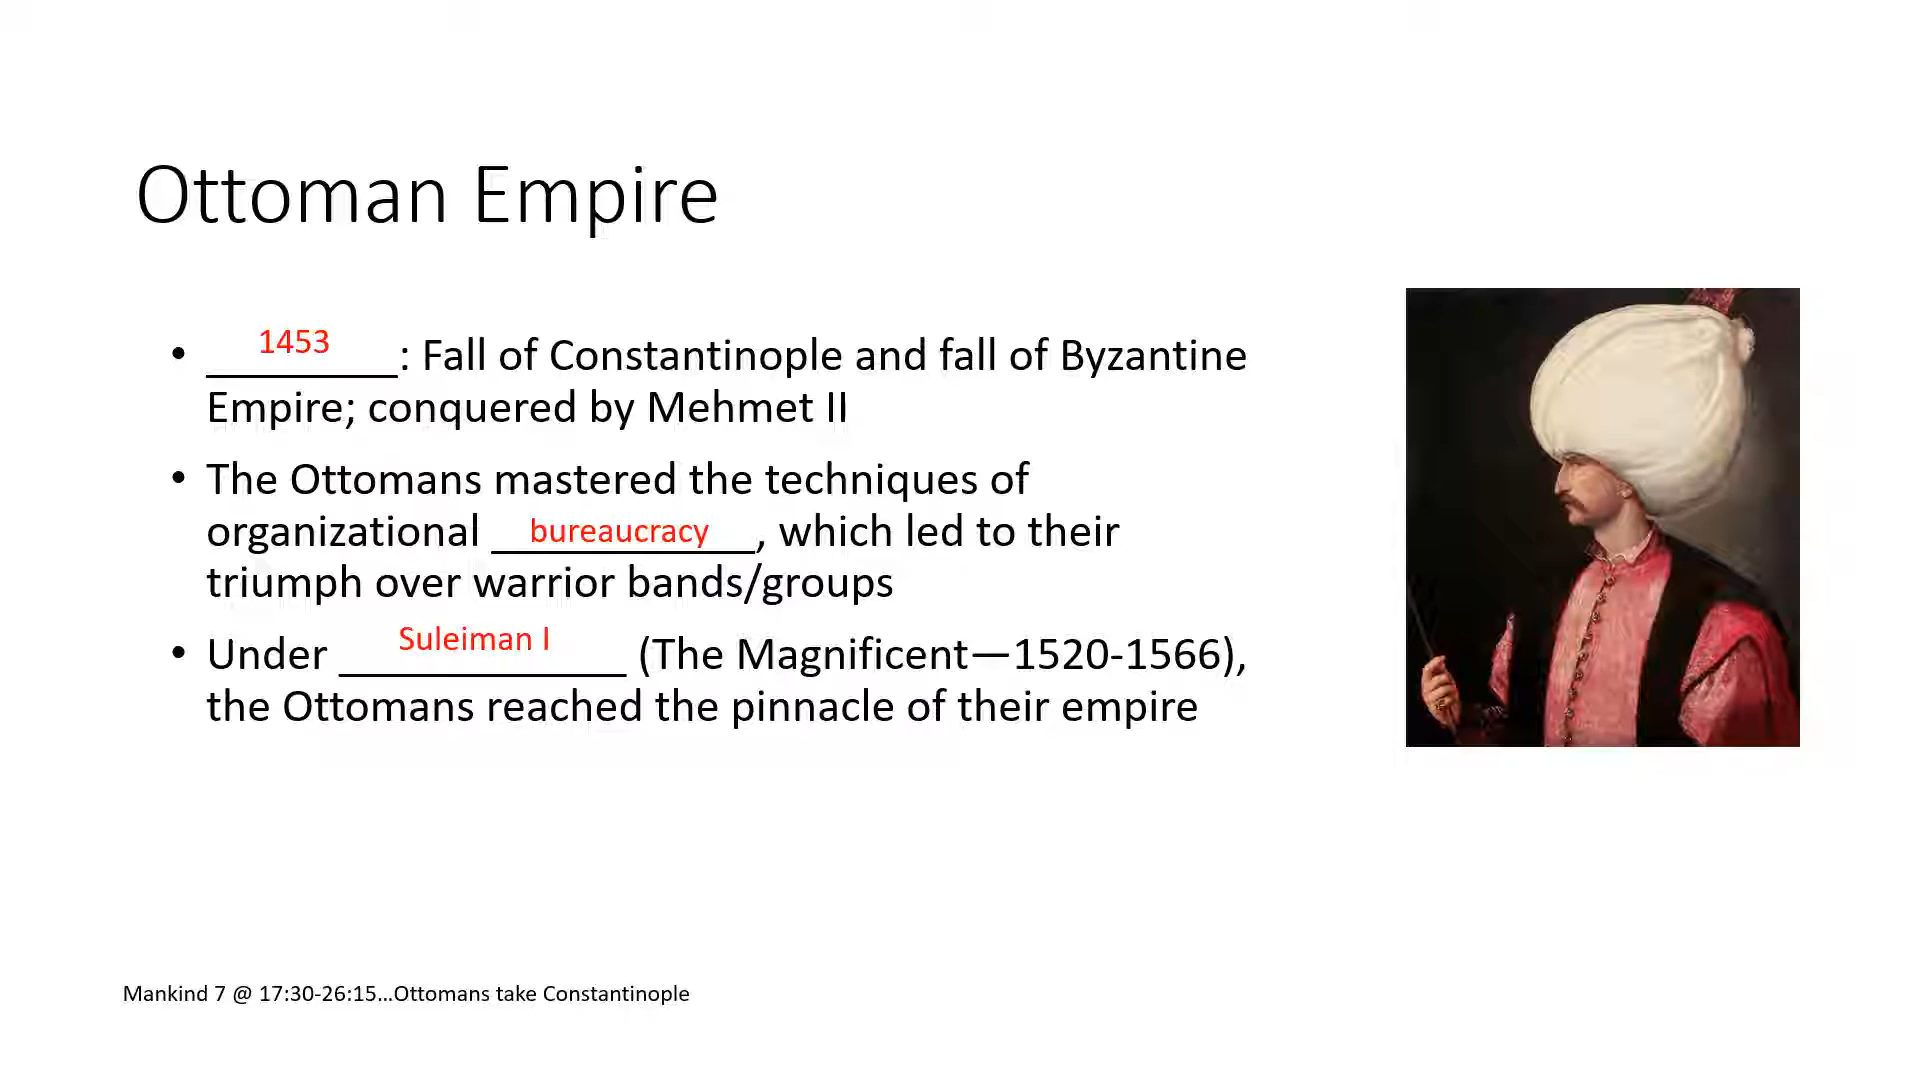 Ottoman Empire
• 1453: Fall of Constantinople and fall of Byzantine
Empire; conquered by Mehmet II
• The Ottomans mastered the techniques of
organizational bureaucracy, which led to their
triumph over warrior bands/groups
• Under Suleiman I (The Magnificent—1520-1566),
the Ottomans reached the pinnacle of their empire
Mankind 7 @ 17:30-26:15…Ottomans take Constantinople